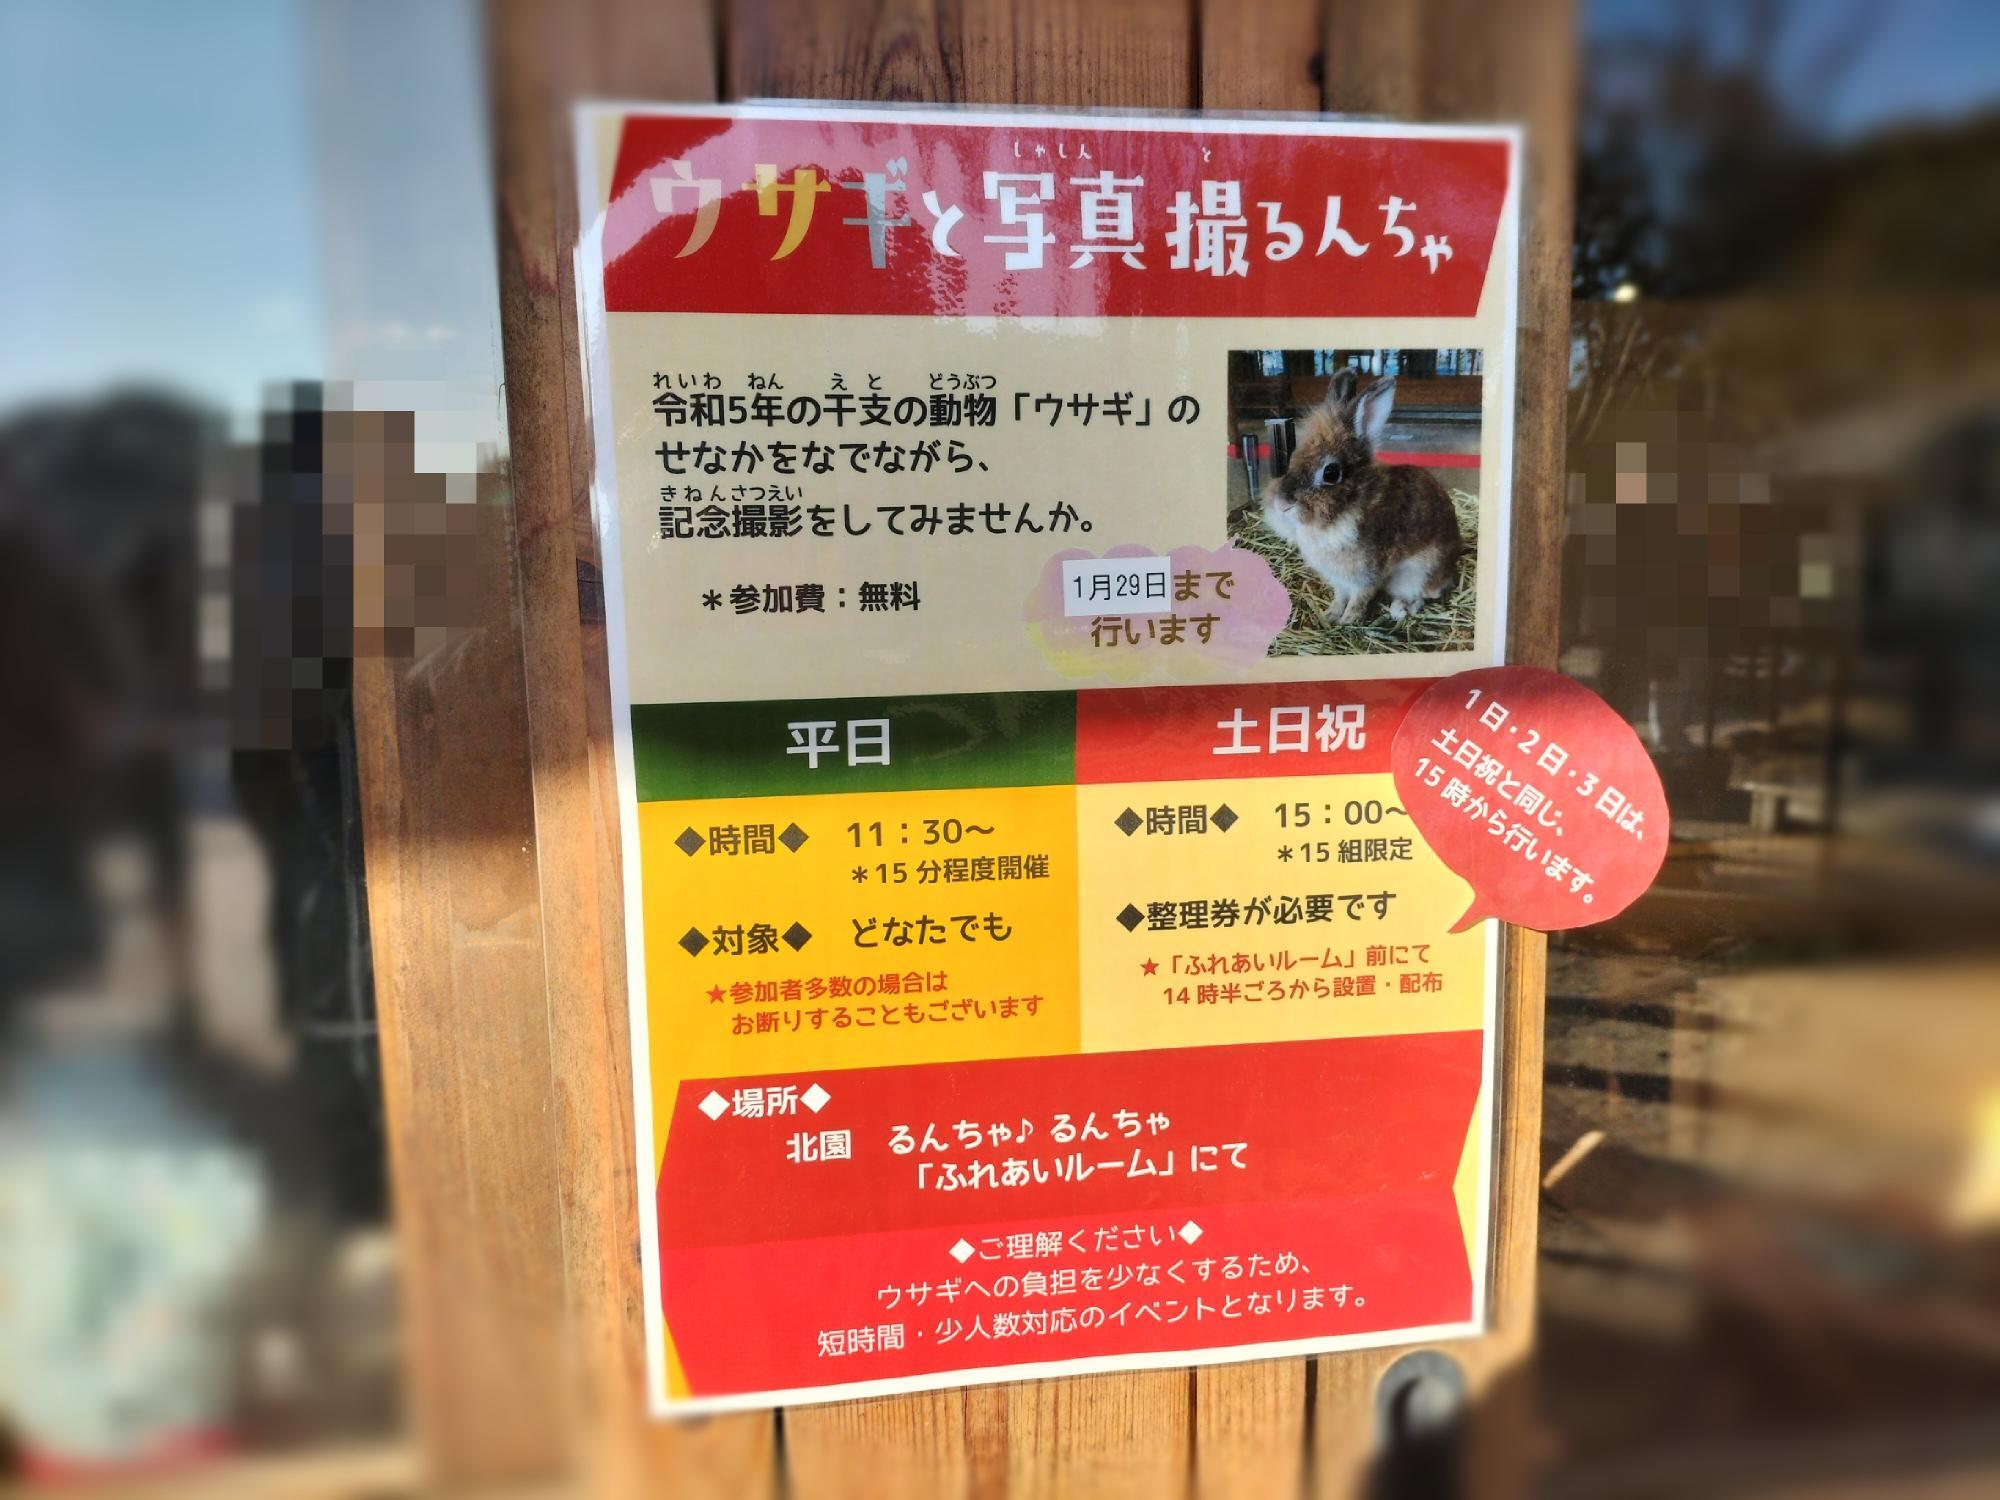 ウサギと写真撮るんちゃ
しゃしん と
れいわ ねん えと どうぶつ
令和5年の干支の動物「ウサギ」の
せなかをなでながら、
きねんさつえい
記念撮影をしてみませんか。
＊参加費：無料
1月29日まで
行います
平日
◆時間◆ 11：30～
＊15分程度開催
◆対象◆ どなたでも
★参加者多数の場合は
お断りすることもございます
土日祝
◆時間◆ 15：00～
＊15組限定
◆整理券が必要です
★「ふれあいルーム」前にて
14時半ごろから設置・配布
1日・2日・3日は、
土日祝と同じ、
15時から行います。
◆場所◆
北園 るんちゃ♪るんちゃ
「ふれあいルーム」にて
◆ご理解ください◆
ウサギへの負担を少なくするため、
短時間・少人数対応のイベントとなります。